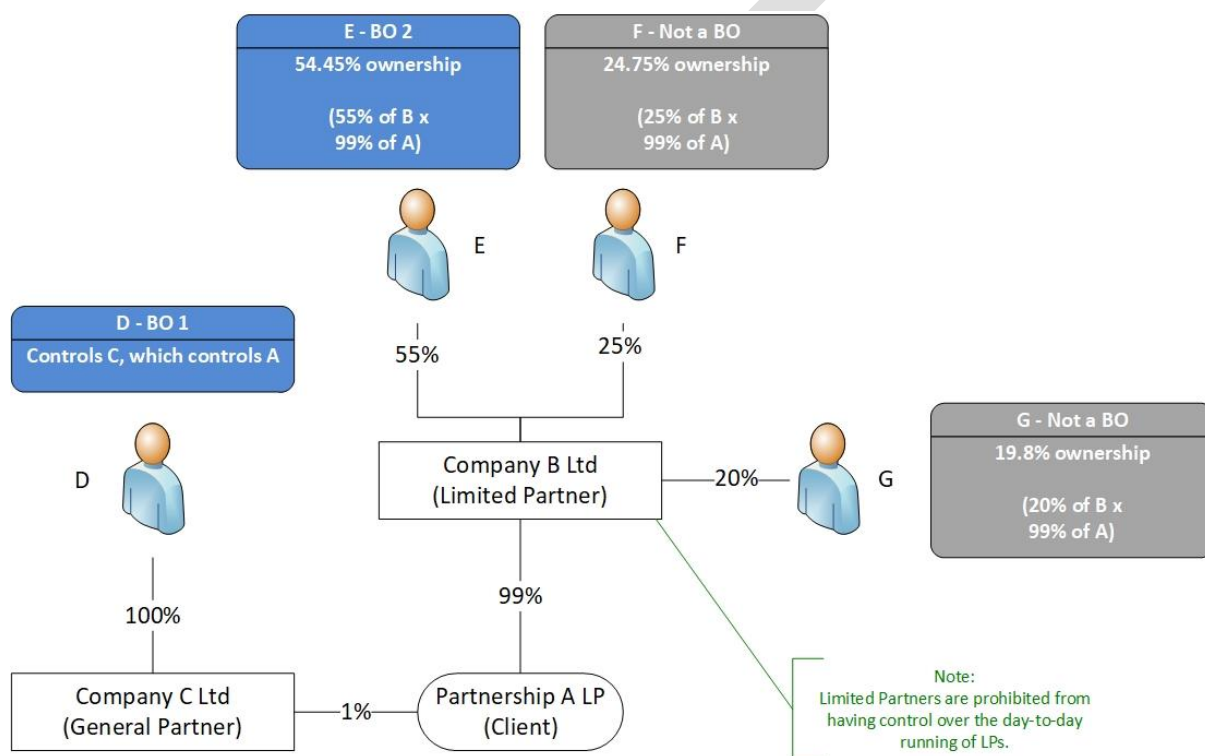 E - BO 2
54.45% ownership
(55% of B x
99% of A)
F - Not a BO
24.75% ownership
(25% of B x
99% of A)
E
F
D - BO 1
Controls C, which controls A
55%
25%
G - Not a BO
19.8% ownership
(20% of B x
99% of A)
D
Company B Ltd
(Limited Partner)
20%
G
100%
99%
Company C Ltd
(General Partner)
1%
Partnership A LP
(Client)
Note:
Limited Partners are prohibited from
having control over the day-to-day
running of LPs.